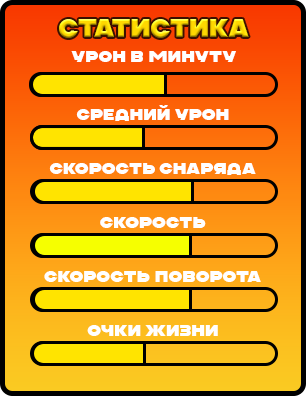 СТАТИСТИКА
УРОН В МИНУТУ
СРЕДНИЙ УРОН
СКОРОСТЬ СНАРЯДА
СКОРОСТЬ
СКОРОСТЬ ПОВОРОТА
ОЧКИ ЖИЗНИ